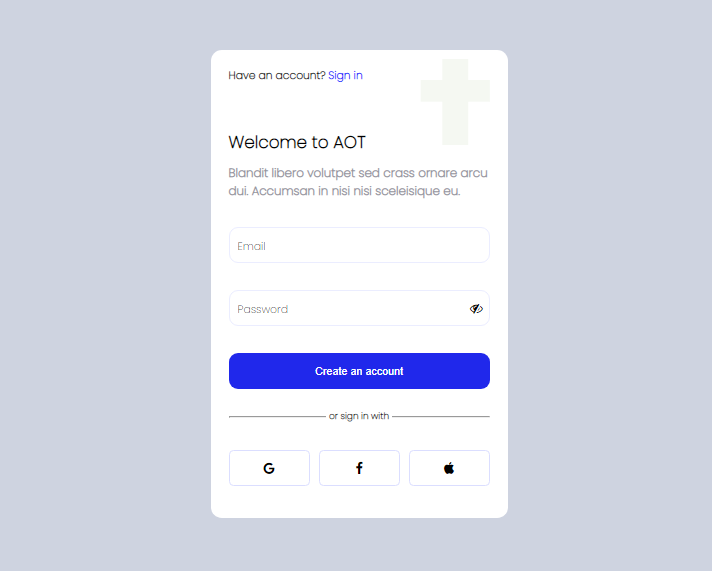 Have an account? Sign in
Welcome to AOT
Blandit libero volutpet sed crass ornare arcu
dui. Accumsan in nisi nisi sceleisique eu.
Email
Password
Create an account
or sign in with